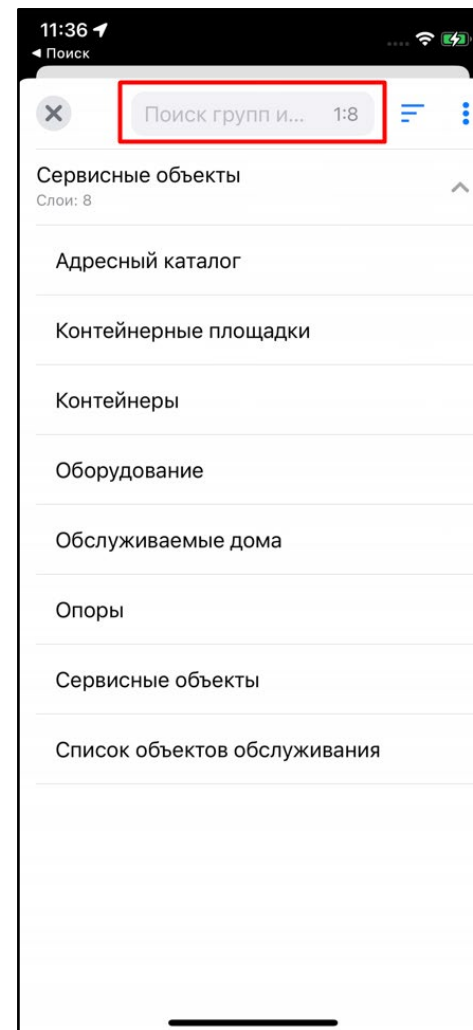 11:36
Поиск
Поиск групп и... 1:8
Сервисные объекты
Слои: 8
Адресный каталог
Контейнерные площадки
Контейнеры
Оборудование
Обслуживаемые дома
Опоры
Сервисные объекты
Список объектов обслуживания